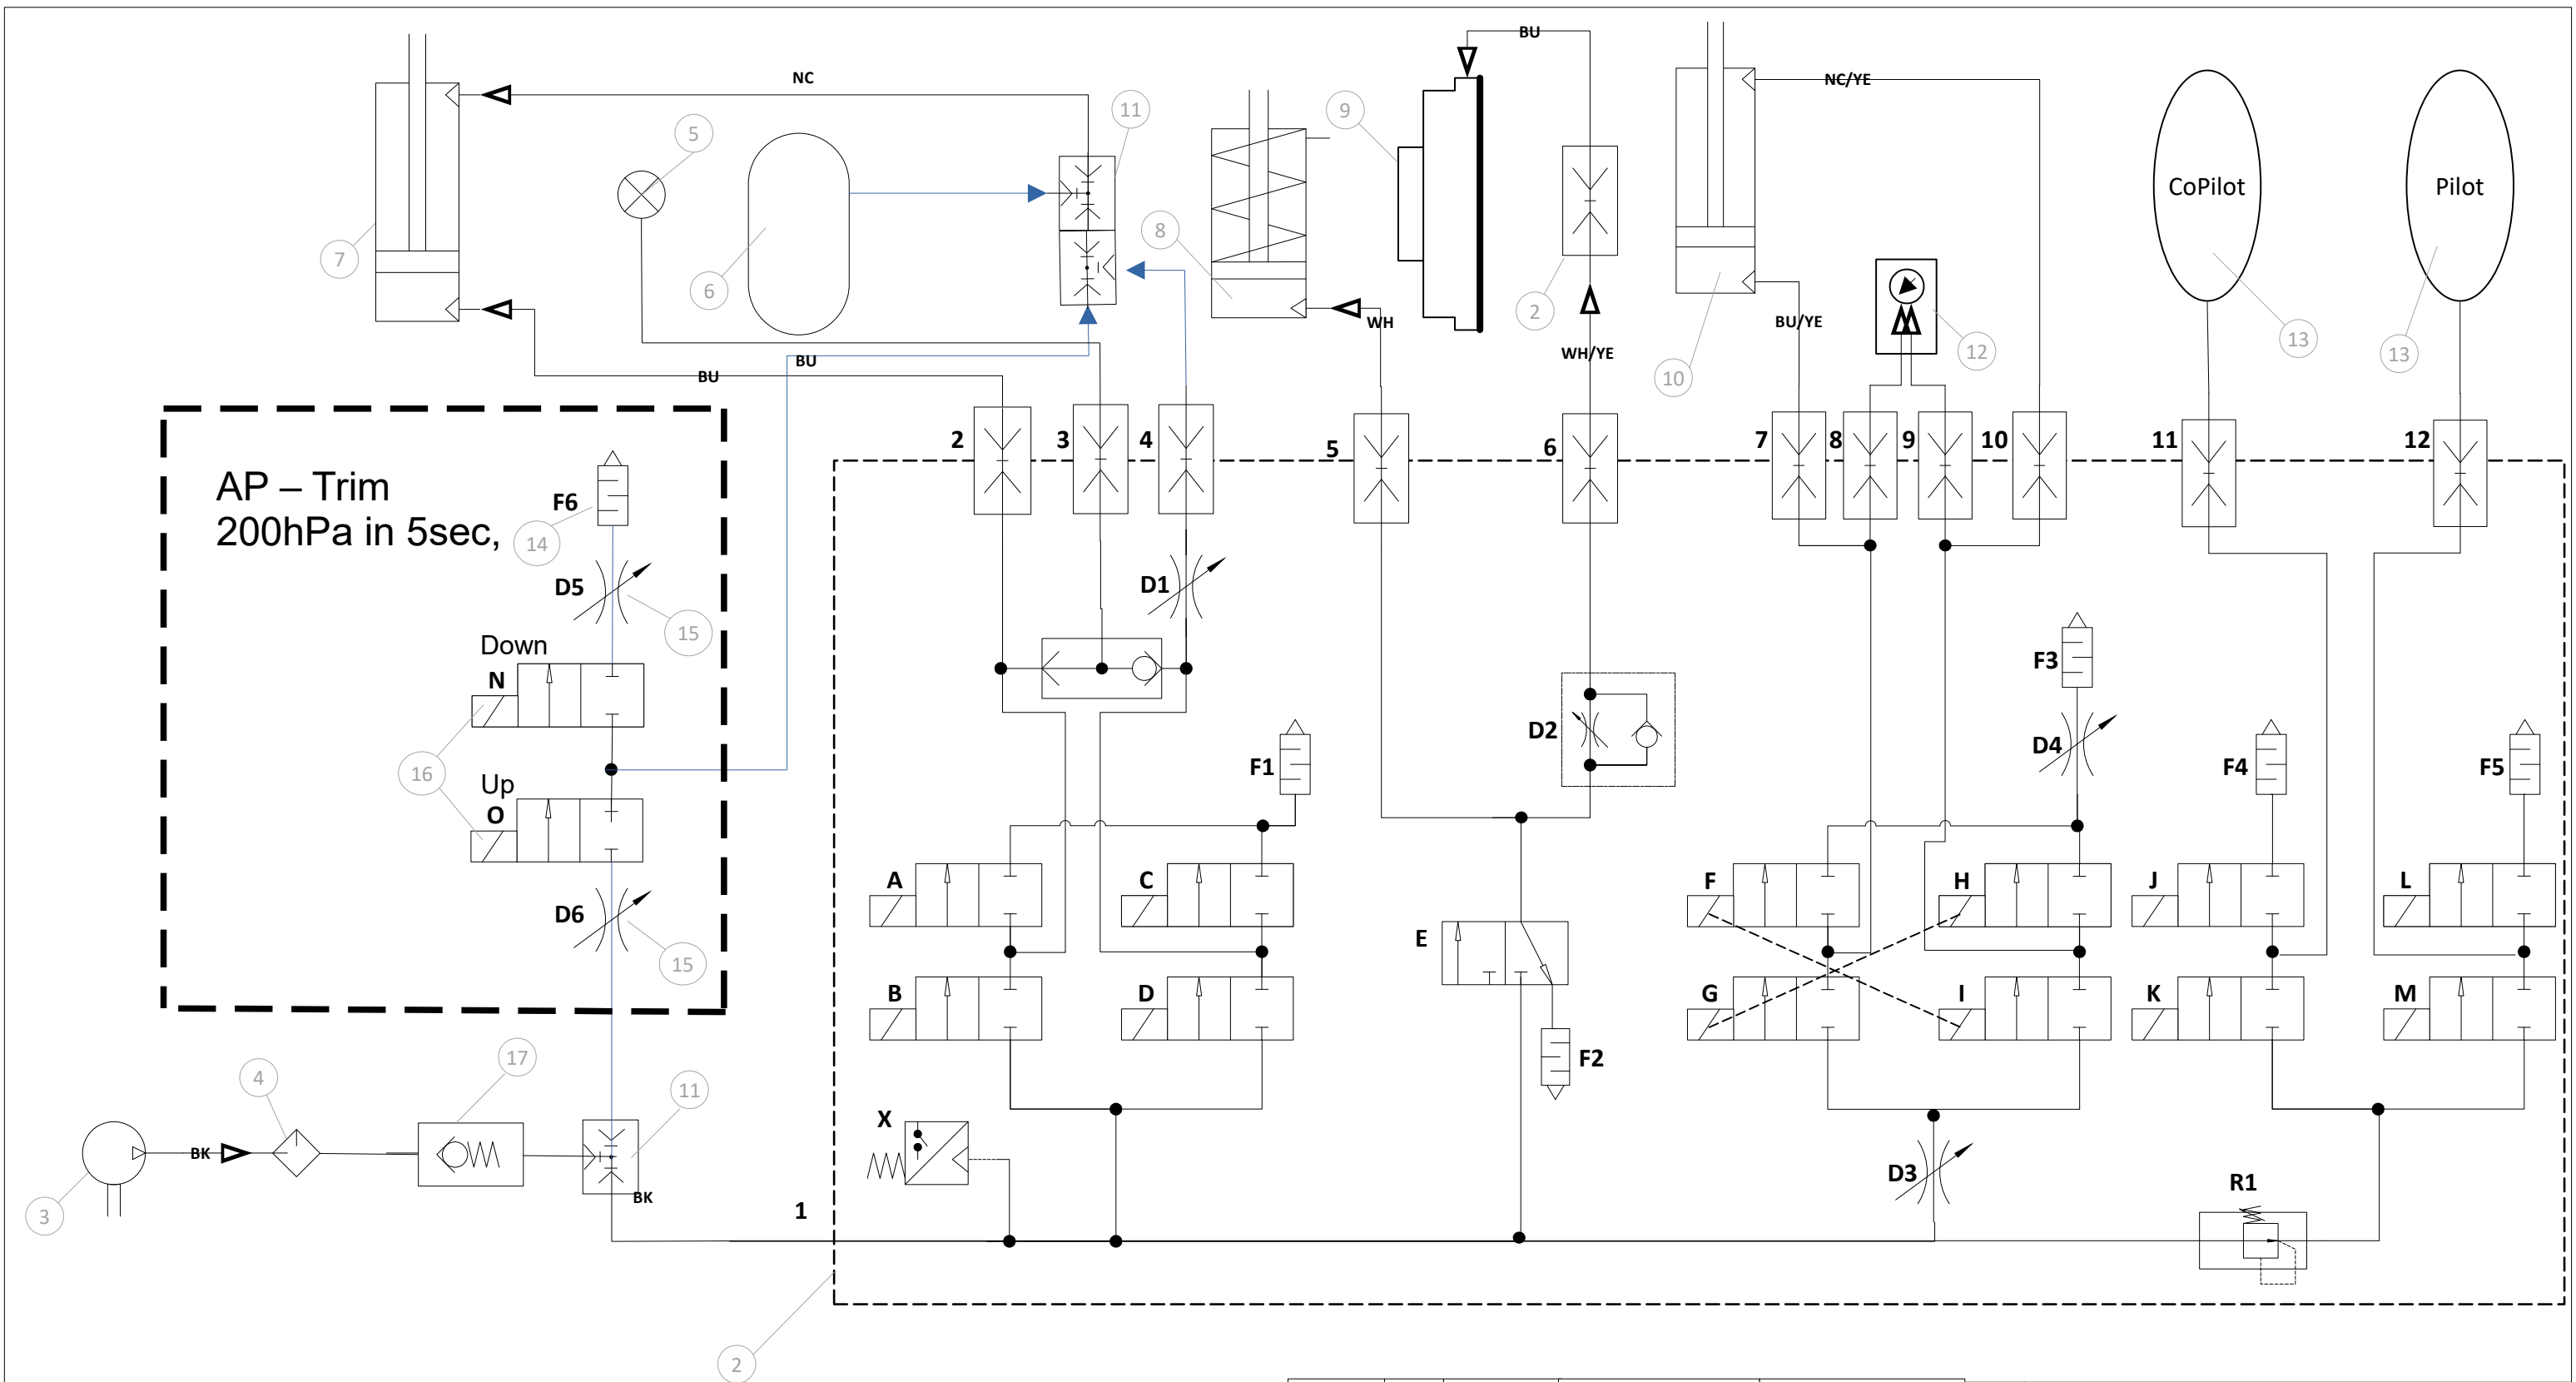 BU
NC
NC/YE
11
5
9
CoPilot
Pilot
7
6
8
WH
2
BU/YE
12
13
13
WH/YE
10
BU
BU
2
3
4
5
6
7
8
9
10
11
12
AP – Trim
200hPa in 5sec,
F6
14
D5
15
D1
Down
N
F3
16
D2
D4
F1
F4
F5
Up
O
A
C
F
H
J
L
D6
15
E
B
D
G
I
K
M
17
4
11
F2
X
BK
D3
R1
3
BK
1
2